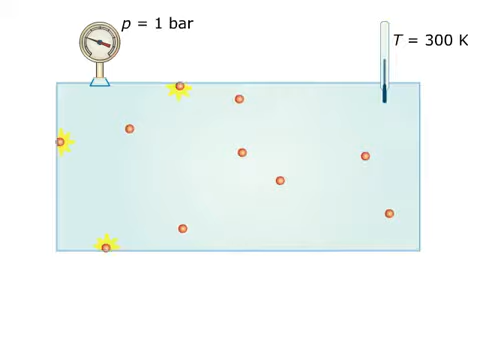 p = 1 bar
T = 300 K